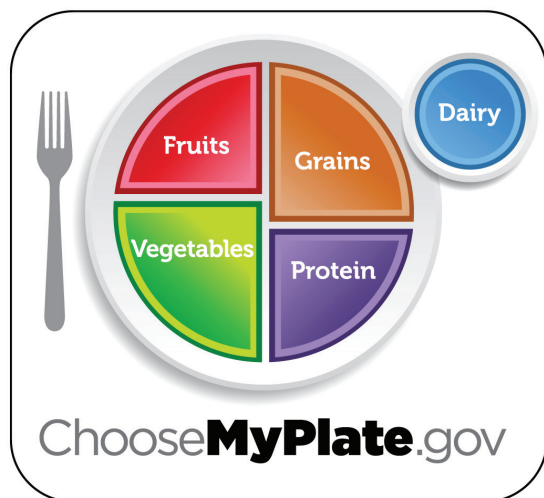 Dairy
Fruits
Grains
Vegetables
Protein
ChooseMyPlate.gov